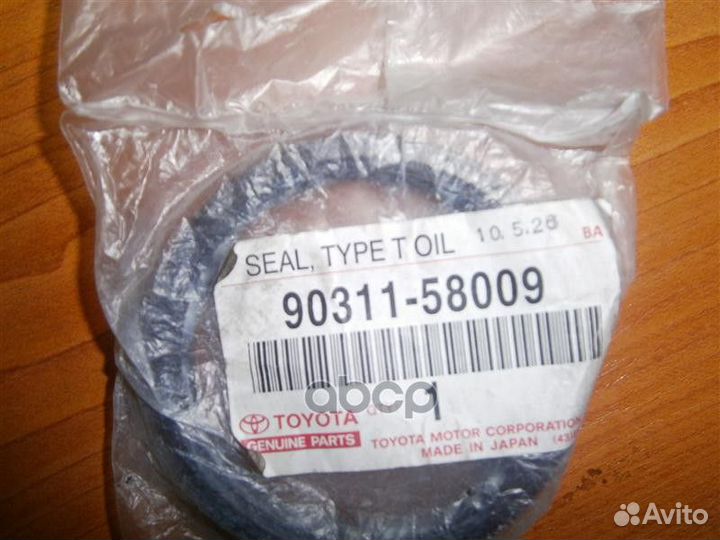 SEAL, TYPE T OIL 10.5.26 BA
90311-58009
abcp
TOYOTA 1
GENUINE PARTS TOYOTA MOTOR CORPORATION
MADE IN JAPAN
Avito